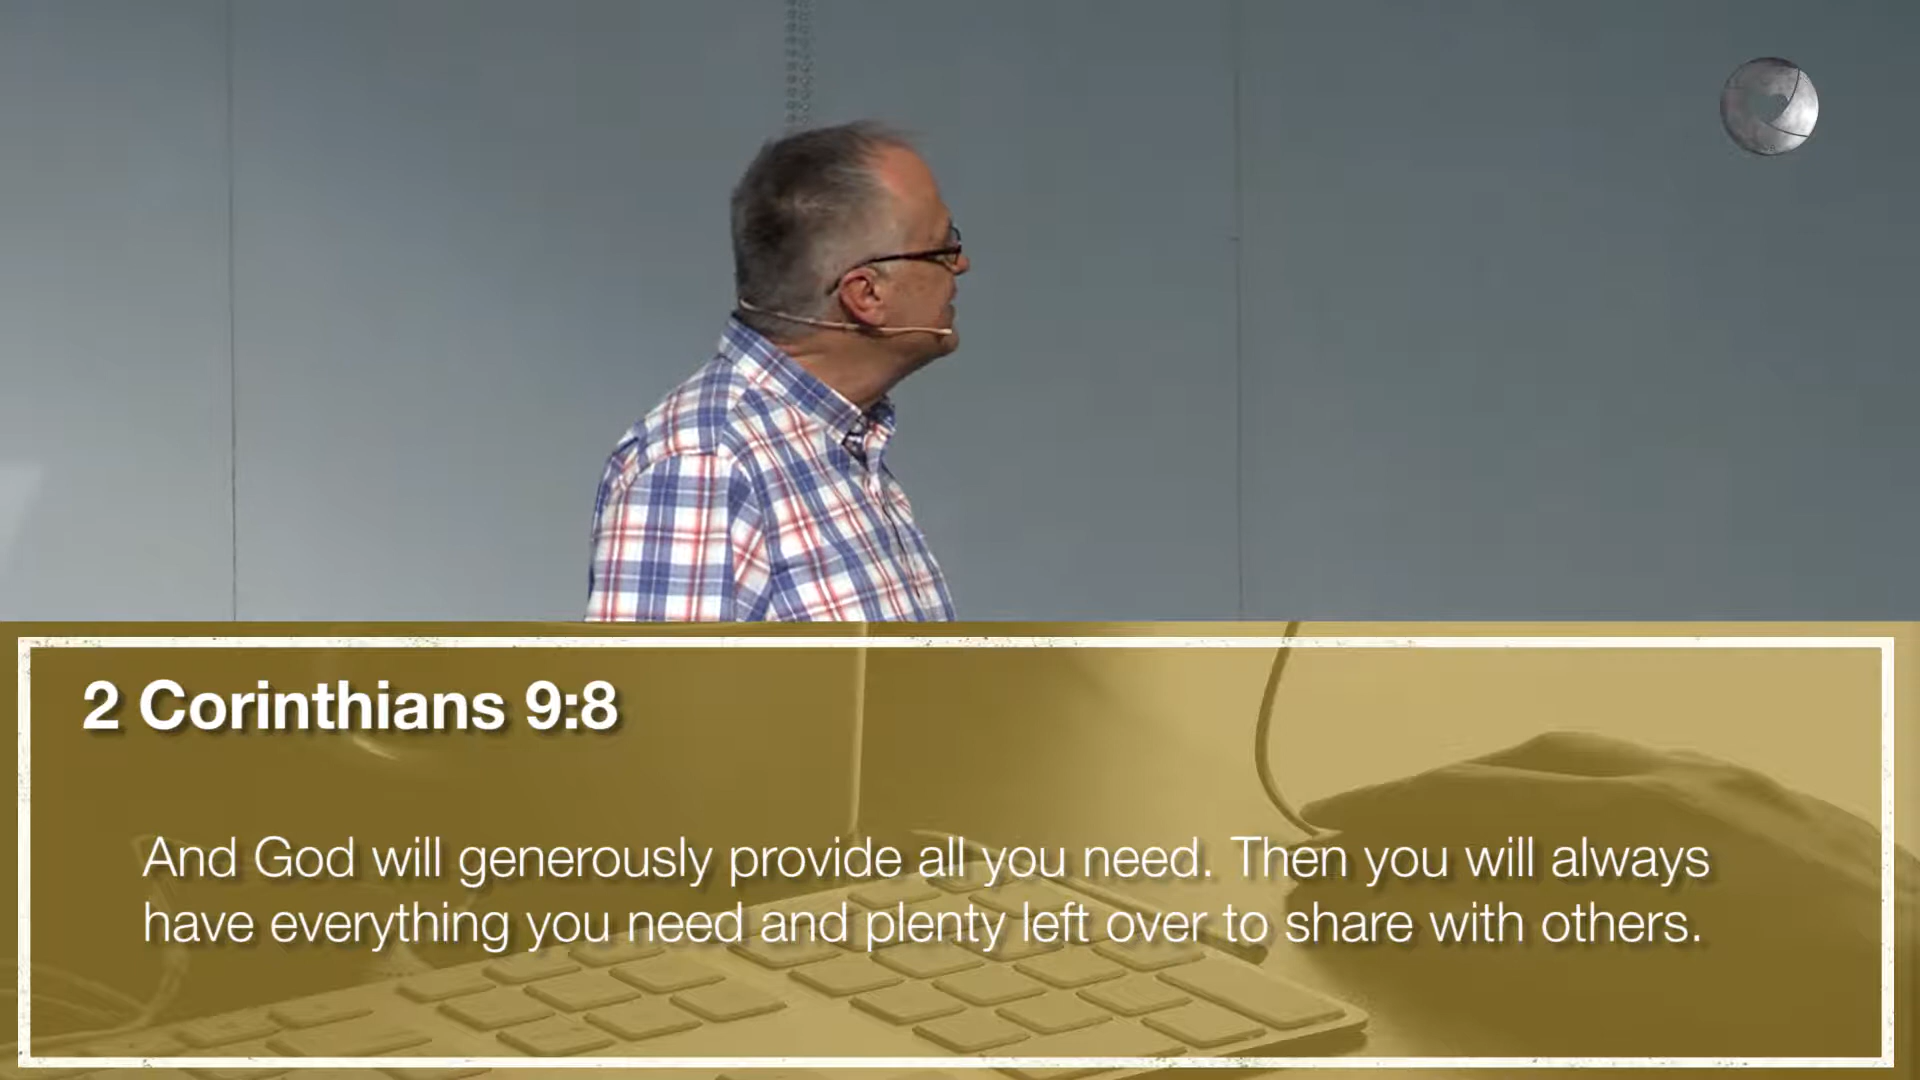 2 Corinthians 9:8
And God will generously provide all you need. Then you will always
have everything you need and plenty left over to share with others.